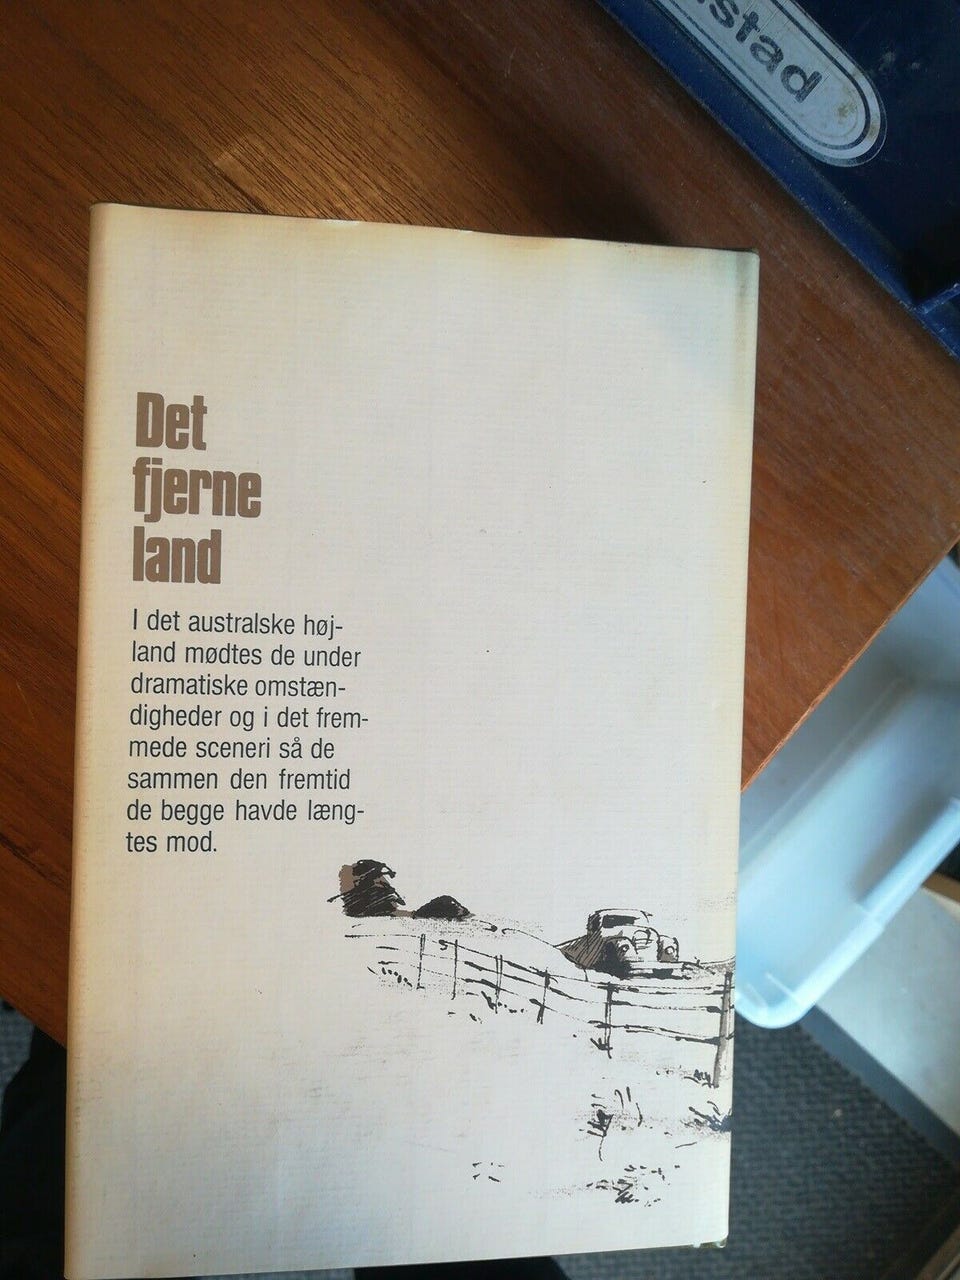 Det
fjerne
land
I det australske høj-
land mødtes de under
dramatiske omstæn-
digheder og i det frem-
mede sceneri så de
sammen den fremtid
de begge havde læng-
tes mod.